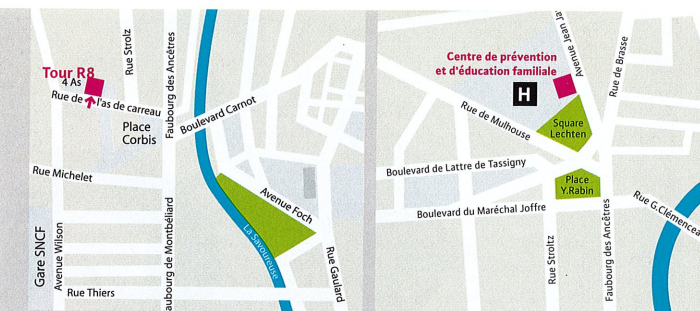 Tour R8
4 As
Rue de l'as de carreau
Rue Strolz
Faubourg des Ancêtres
Place
Corbis
Boulevard Carnot
Rue Michelet
Avenue Foch
La Savoureuse
Gare SNCF
Avenue Wilson
aubourg de Montbéliard
Rue Gaulard
Rue Thiers
Centre de prévention
et d'éducation familiale
H
Avenue Jean Ja
Rue de Brasse
Rue de Mulhouse
Square
Lechten
Boulevard de Lattre de Tassigny
Place
Y.Rabin
Boulevard du Maréchal Joffre
Rue G.Clémencea
Rue Stroltz
Faubourg des Ancêtres